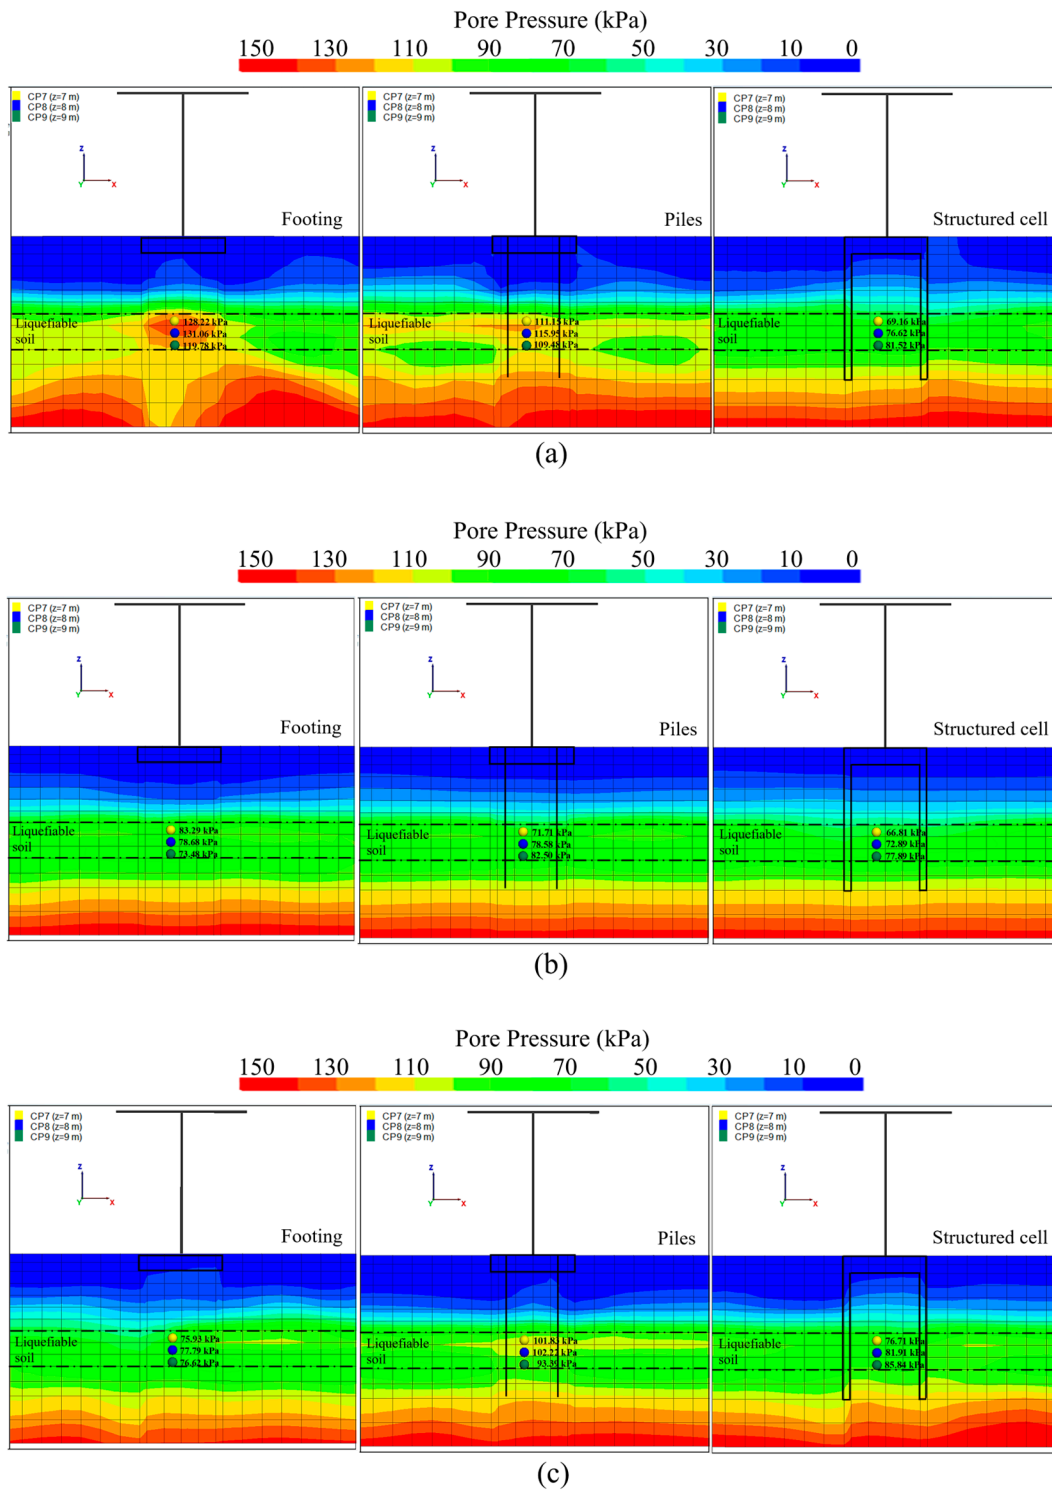 Pore Pressure (kPa)
150 130 110 90 70 50 30 10 0
CP7 (z=7 m)
CP8 (z=8 m)
CP9 (z=9 m)
Z
Y X
Footing
Liquefiable
soil
128.22 kPa
131.06 kPa
119.78 kPa
CP7 (z=7 m)
CP8 (z=8 m)
CP9 (z=9 m)
Z
Y X
Piles
Liquefiable
soil
111.15 kPa
115.95 kPa
109.48 kPa
CP7 (z=7 m)
CP8 (z=8 m)
CP9 (z=9 m)
Z
Y X
Structured cell
Liquefiable
soil
69.16 kPa
76.62 kPa
81.52 kPa
(a)
Pore Pressure (kPa)
150 130 110 90 70 50 30 10 0
CP7 (z=7 m)
CP8 (z=8 m)
CP9 (z=9 m)
Z
Y X
Footing
Liquefiable
soil
83.29 kPa
78.68 kPa
73.48 kPa
CP7 (z=7 m)
CP8 (z=8 m)
CP9 (z=9 m)
Z
Y X
Piles
Liquefiable
soil
71.71 kPa
78.58 kPa
82.50 kPa
CP7 (z=7 m)
CP8 (z=8 m)
CP9 (z=9 m)
Z
Y X
Structured cell
Liquefiable
soil
66.81 kPa
72.89 kPa
77.89 kPa
(b)
Pore Pressure (kPa)
150 130 110 90 70 50 30 10 0
CP7 (z=7 m)
CP8 (z=8 m)
CP9 (z=9 m)
Z
Y X
Footing
Liquefiable
soil
75.93 kPa
77.79 kPa
76.62 kPa
CP7 (z=7 m)
CP8 (z=8 m)
CP9 (z=9 m)
Z
Y X
Piles
Liquefiable
soil
101.83 kPa
102.22 kPa
93.39 kPa
CP7 (z=7 m)
CP8 (z=8 m)
CP9 (z=9 m)
Z
Y X
Structured cell
Liquefiable
soil
76.71 kPa
81.91 kPa
85.84 kPa
(c)